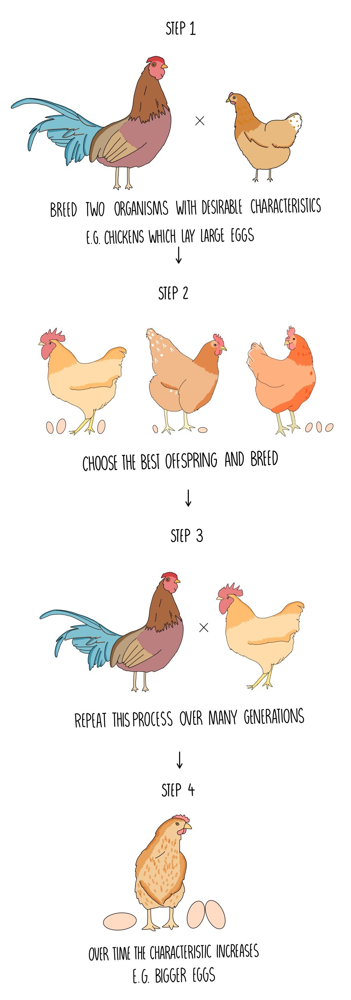 STEP 1
×
BREED TWO ORGANISMS WITH DESIRABLE CHARACTERISTICS
E.G. CHICKENS WHICH LAY LARGE EGGS
↓
STEP 2
CHOOSE THE BEST OFFSPRING AND BREED
↓
STEP 3
×
REPEAT THIS PROCESS OVER MANY GENERATIONS
↓
STEP 4
OVER TIME THE CHARACTERISTIC INCREASES
E.G. BIGGER EGGS